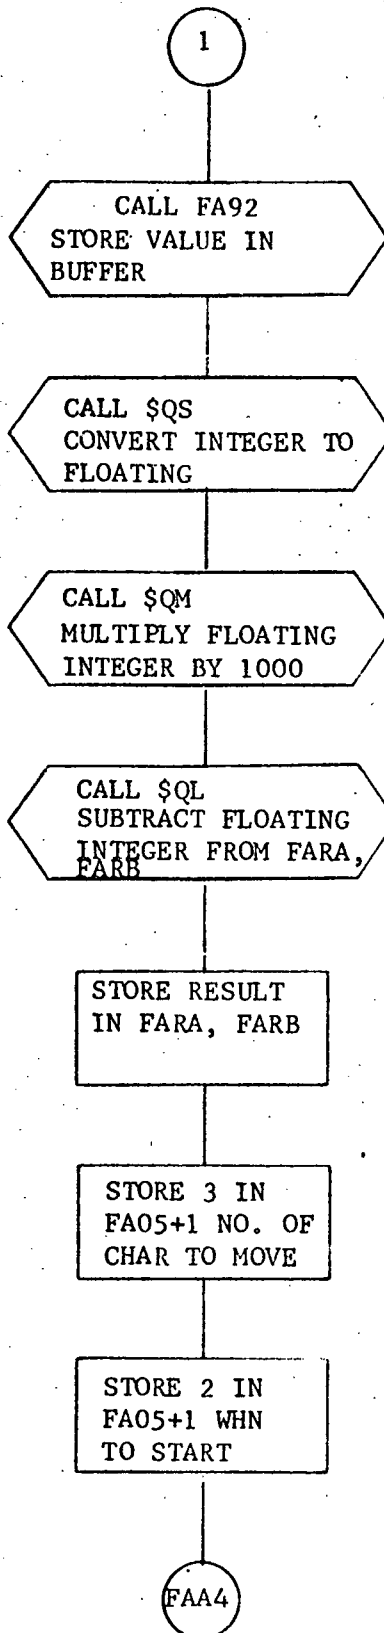 1
CALL FA92
STORE VALUE IN
BUFFER
CALL $QS
CONVERT INTEGER TO
FLOATING
CALL $QM
MULTIPLY FLOATING
INTEGER BY 1000
CALL $QL
SUBTRACT FLOATING
INTEGER FROM FARA,
FARB
STORE RESULT
IN FARA, FARB
STORE 3 IN
FA05+1 NO. OF
CHAR TO MOVE
STORE 2 IN
FA05+1 WHN
TO START
FAA4